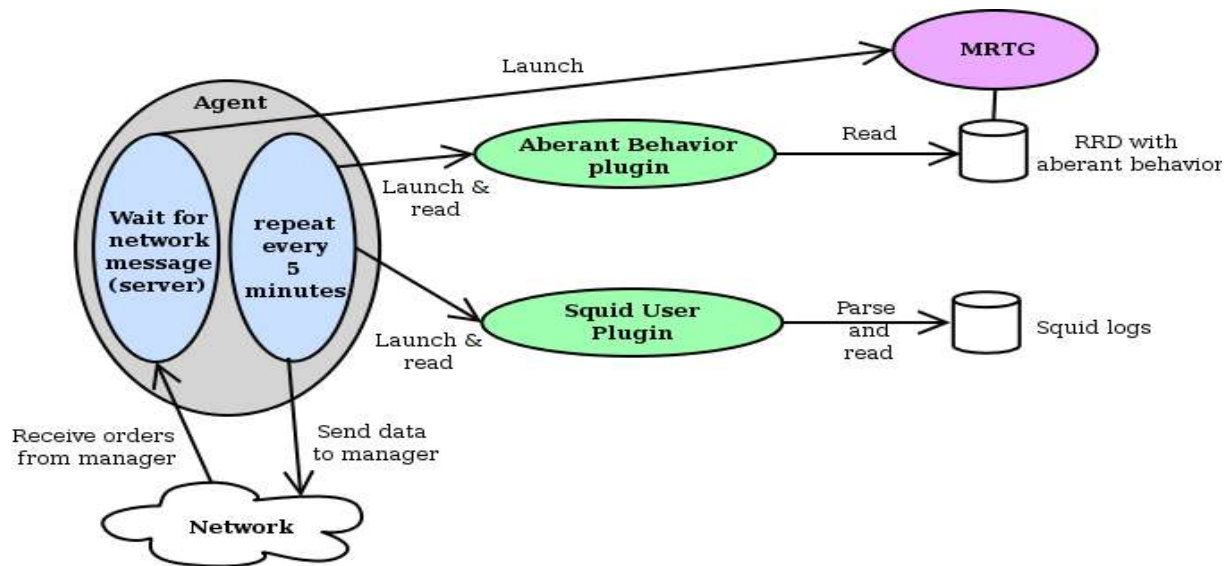 MRTG
Launch
Agent
Aberant Behavior
plugin
Read
RRD with
aberant behavior
Launch &
read
Wait for
network
message
(server)
repeat
every
5
minutes
Squid User
Plugin
Parse
and
read
Squid logs
Launch &
read
Receive orders
from manager
Send data
to manager
Network